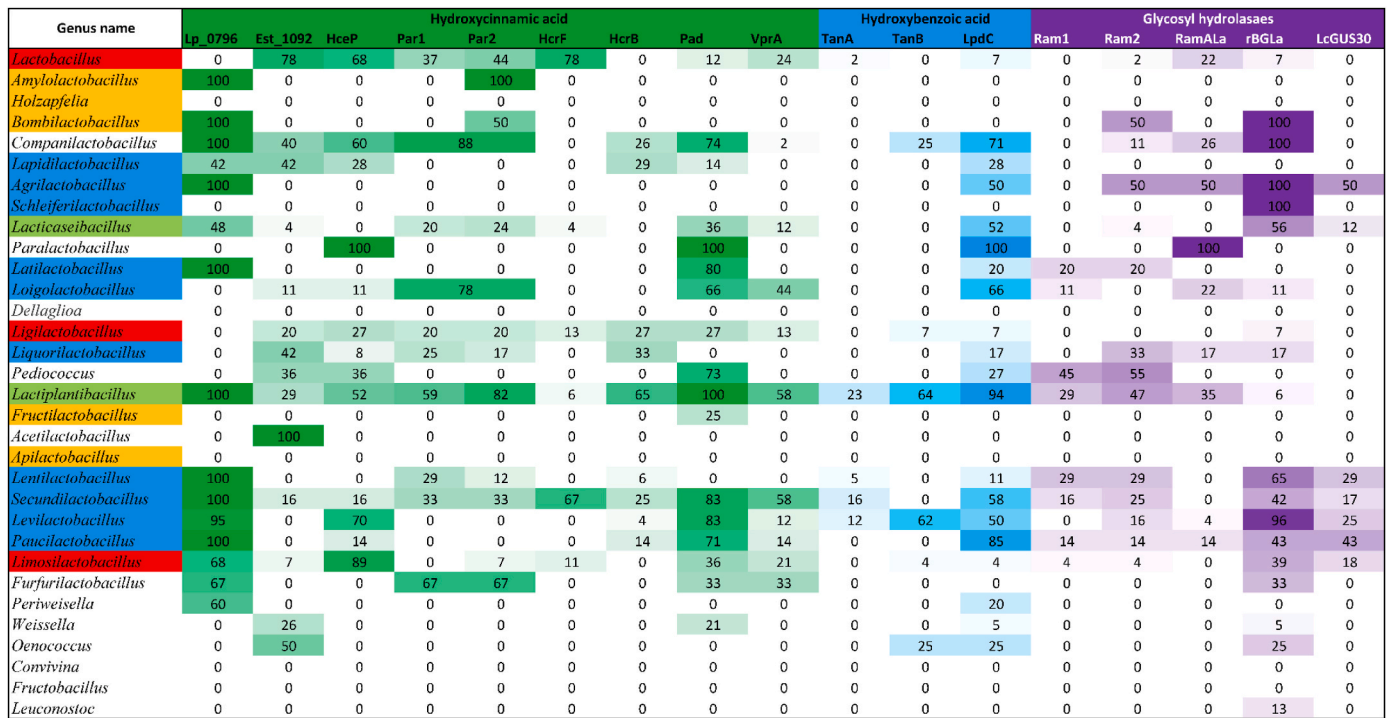 Genus name Hydroxycinnamic acid Hydroxybenzoic acid Glycosyl hydrolasaes
Lp_0796 Est_1092 HceP Par1 Par2 HcrF HcrB Pad VprA TanA TanB LpdC Ram1 Ram2 RamALa rBGLa LcGUS30
Lactobacillus 0 78 68 37 44 78 0 12 24 2 0 7 0 2 22 7 0
Amylolactobacillus 100 0 0 0 100 0 0 0 0 0 0 0 0 0 0 0 0
Holzapfelia 0 0 0 0 0 0 0 0 0 0 0 0 0 0 0 0 0
Bombilactobacillus 100 0 0 0 50 0 0 0 0 0 0 0 0 50 0 100 0
Companilactobacillus 100 40 60 88 0 26 74 2 0 25 71 0 11 26 100 0
Lapidilactobacillus 42 42 28 0 0 0 29 14 0 0 0 28 0 0 0 0 0
Agrilactobacillus 100 0 0 0 0 0 0 0 0 0 0 50 0 50 50 100 50
Schleiferilactobacillus 0 0 0 0 0 0 0 0 0 0 0 0 0 0 0 100 0
Lacticaseibacillus 48 4 0 20 24 4 0 36 12 0 0 52 0 4 0 56 12
Paralactobacillus 0 0 100 0 0 0 0 100 0 0 0 100 0 0 100 0 0
Latilactobacillus 100 0 0 0 0 0 0 80 0 0 0 20 20 20 0 0 0
Loigolactobacillus 0 11 11 78 0 0 66 44 0 0 66 11 0 22 11 0
Dellaglioa 0 0 0 0 0 0 0 0 0 0 0 0 0 0 0 0 0
Ligilactobacillus 0 20 27 20 20 13 27 27 13 0 7 7 0 0 0 7 0
Liquorilactobacillus 0 42 8 25 17 0 33 0 0 0 0 17 0 33 17 17 0
Pediococcus 0 36 36 0 0 0 0 73 0 0 0 27 45 55 0 0 0
Lactiplantibacillus 100 29 52 59 82 6 65 100 58 23 64 94 29 47 35 6 0
Fructilactobacillus 0 0 0 0 0 0 0 25 0 0 0 0 0 0 0 0 0
Acetilactobacillus 0 100 0 0 0 0 0 0 0 0 0 0 0 0 0 0 0
Apilactobacillus 0 0 0 0 0 0 0 0 0 0 0 0 0 0 0 0 0
Lentilactobacillus 100 0 0 29 12 0 6 0 0 5 0 11 29 29 0 65 29
Secundilactobacillus 100 16 16 33 33 67 25 83 58 16 0 58 16 25 0 42 17
Levilactobacillus 95 0 70 0 0 0 4 83 12 12 62 50 0 16 4 96 25
Paucilactobacillus 100 0 14 0 0 0 14 71 14 0 0 85 14 14 14 43 43
Limosilactobacillus 68 7 89 0 7 11 0 36 21 0 4 4 4 4 0 39 18
Furfurilactobacillus 67 0 0 67 67 0 0 33 33 0 0 0 0 0 0 33 0
Periweisella 60 0 0 0 0 0 0 0 0 0 0 20 0 0 0 0 0
Weissella 0 26 0 0 0 0 0 21 0 0 0 5 0 0 0 5 0
Oenococcus 0 50 0 0 0 0 0 0 0 0 25 25 0 0 0 25 0
Convivina 0 0 0 0 0 0 0 0 0 0 0 0 0 0 0 0 0
Fructobacillus 0 0 0 0 0 0 0 0 0 0 0 0 0 0 0 0 0
Leuconostoc 0 0 0 0 0 0 0 0 0 0 0 0 0 0 0 13 0